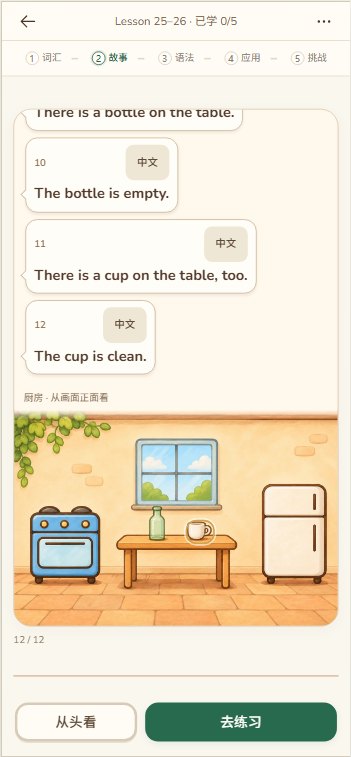 Lesson 25–26 · 已学 0/5
1 词汇 – 2 故事 – 3 语法 – 4 应用 – 5 挑战
There is a bottle on the table.
10 中文
The bottle is empty.
11 中文
There is a cup on the table, too.
12 中文
The cup is clean.
厨房 · 从画面正面看
12 / 12
从头看 去练习